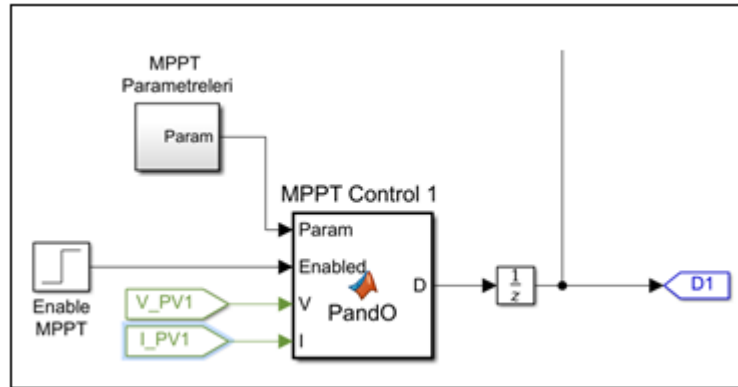 MPPT
Parametreleri
Param
MPPT Control 1
Param
Enabled
V
I
D
PandO
Enable
MPPT
V_PV1
I_PV1
1
z
D1